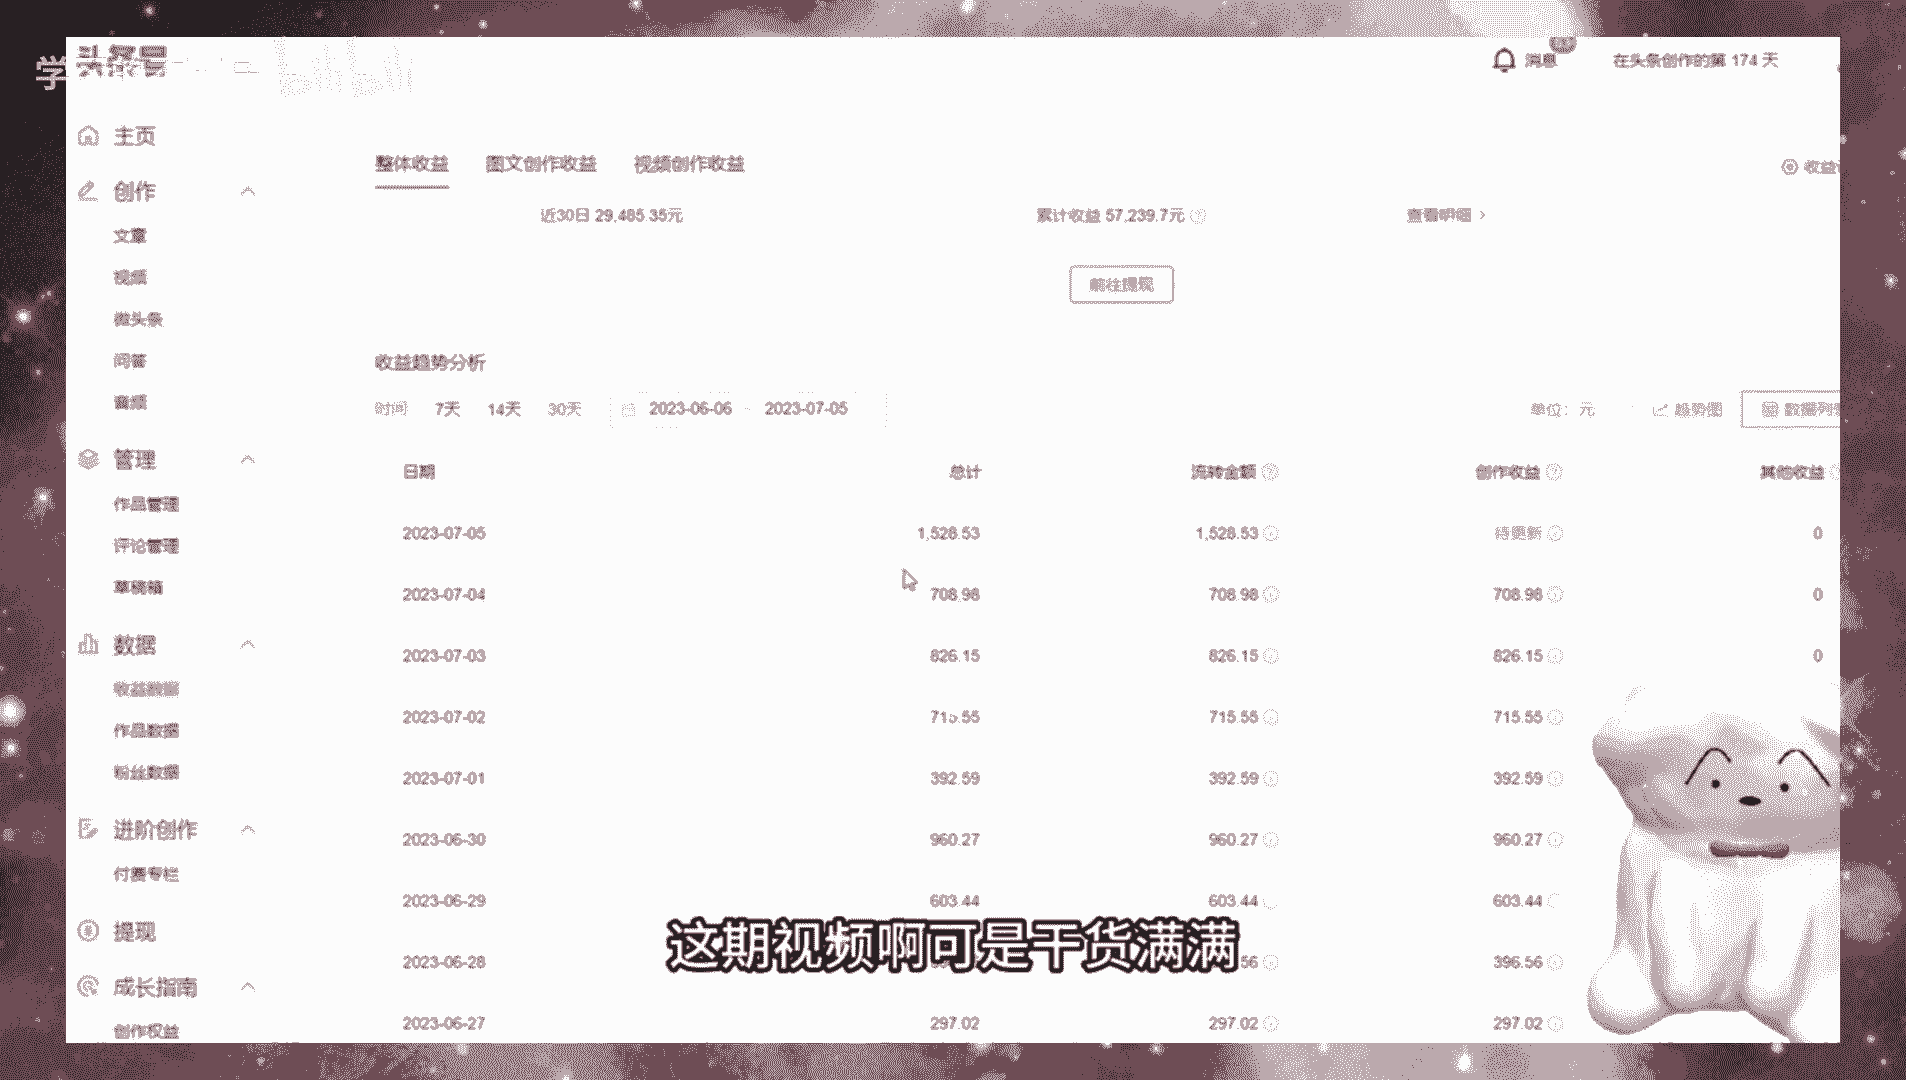 学
头条号
bilibili
消息
在头条创作的第 174 天
主页
创作
文章
视频
微头条
问答
音频
管理
作品管理
评论管理
草稿箱
数据
收益数据
作品数据
粉丝数据
进阶创作
付费专栏
提现
成长指南
创作权益
整体收益 图文创作收益 视频创作收益
收益
近30日 29,485.35元 累计收益 57,239.7元 查看明细 >
前往提现
收益趋势分析
时间 7天 14天 30天 2023-06-06 - 2023-07-05 单位：元 趋势图 数据列表
日期 总计 流转金额 创作收益 其他收益
2023-07-05 1,528.53 1,528.53 待更新 0
2023-07-04 708.98 708.98 708.98 0
2023-07-03 826.15 826.15 826.15 0
2023-07-02 715.55 715.55 715.55
2023-07-01 392.59 392.59 392.59
2023-06-30 960.27 960.27 960.27
2023-06-29 603.44 603.44 603.44
2023-06-28 56 396.56
2023-06-27 297.02 297.02 297.02
这期视频啊可是干货满满